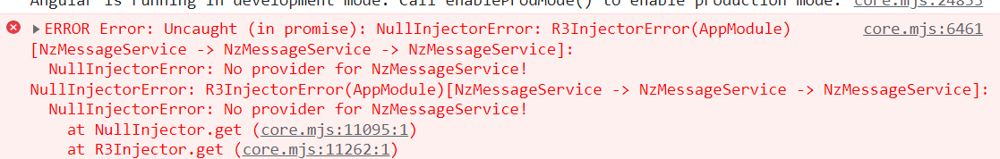 Angular is running in development mode. Call enableProdMode() to enable production mode. core.mjs:24855
ERROR Error: Uncaught (in promise): NullInjectorError: R3InjectorError(AppModule) core.mjs:6461
[NzMessageService -> NzMessageService -> NzMessageService]:
NullInjectorError: No provider for NzMessageService!
NullInjectorError: R3InjectorError(AppModule)[NzMessageService -> NzMessageService -> NzMessageService]:
NullInjectorError: No provider for NzMessageService!
at NullInjector.get (core.mjs:11095:1)
at R3Injector.get (core.mjs:11262:1)